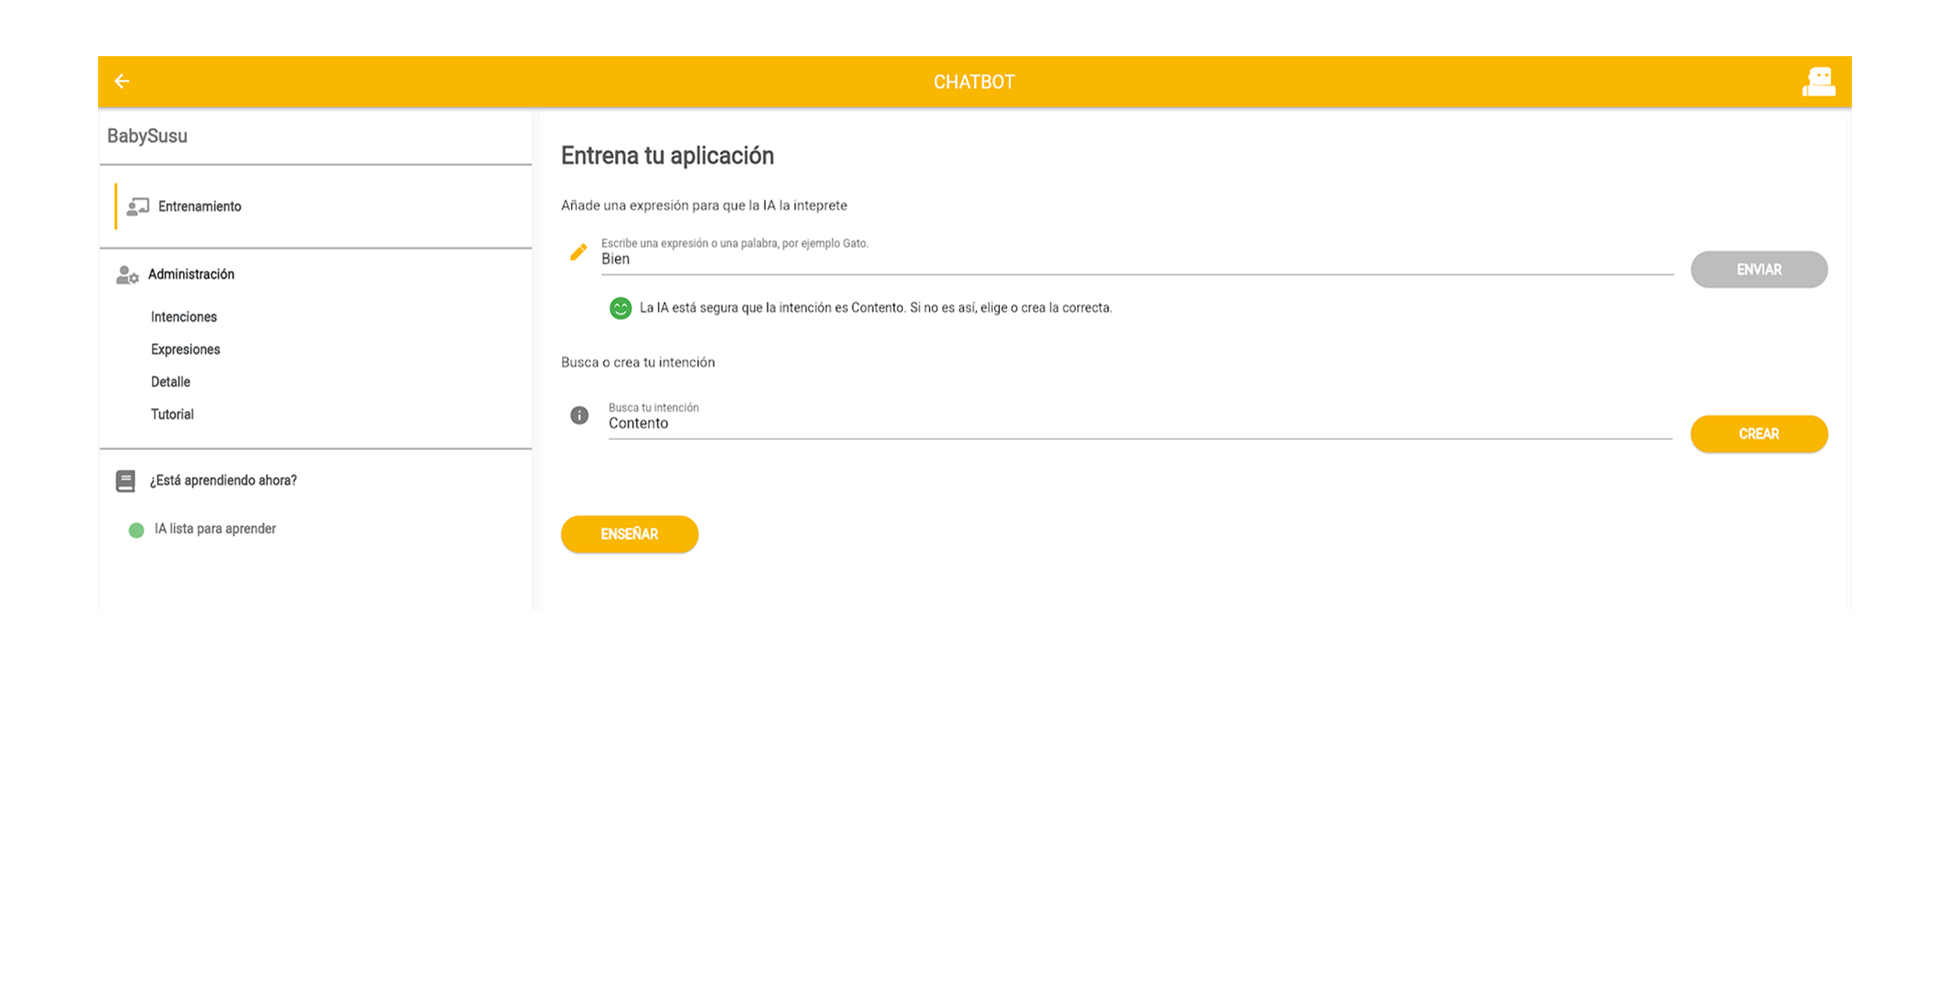 CHATBOT
BabySusu
Entrenamiento
Administración
Intenciones
Expresiones
Detalle
Tutorial
¿Está aprendiendo ahora?
IA lista para aprender
Entrena tu aplicación
Añade una expresión para que la IA la inteprete
Escribe una expresión o una palabra, por ejemplo Gato.
Bien
ENVIAR
La IA está segura que la intención es Contento. Si no es así, elige o crea la correcta.
Busca o crea tu intención
Busca tu intención
Contento
CREAR
ENSEÑAR